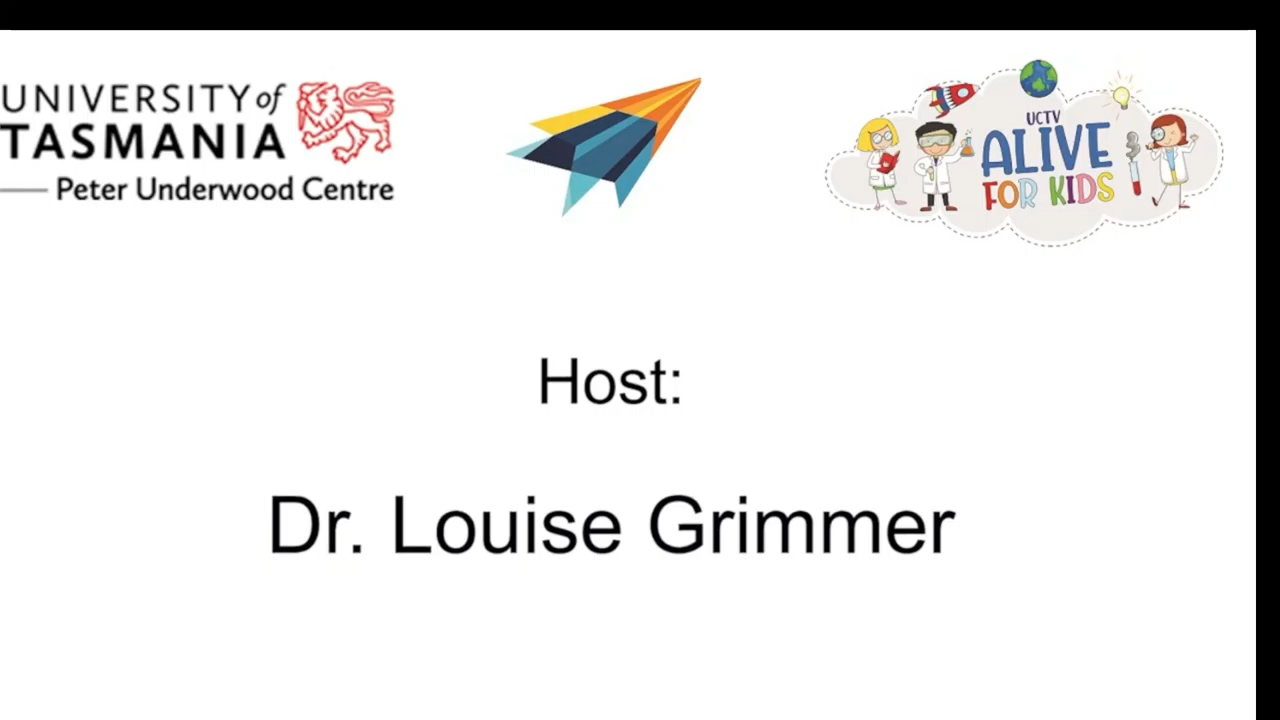 UNIVERSITY of
TASMANIA
Peter Underwood Centre
UCTV
ALIVE
FOR KIDS
Host:
Dr. Louise Grimmer